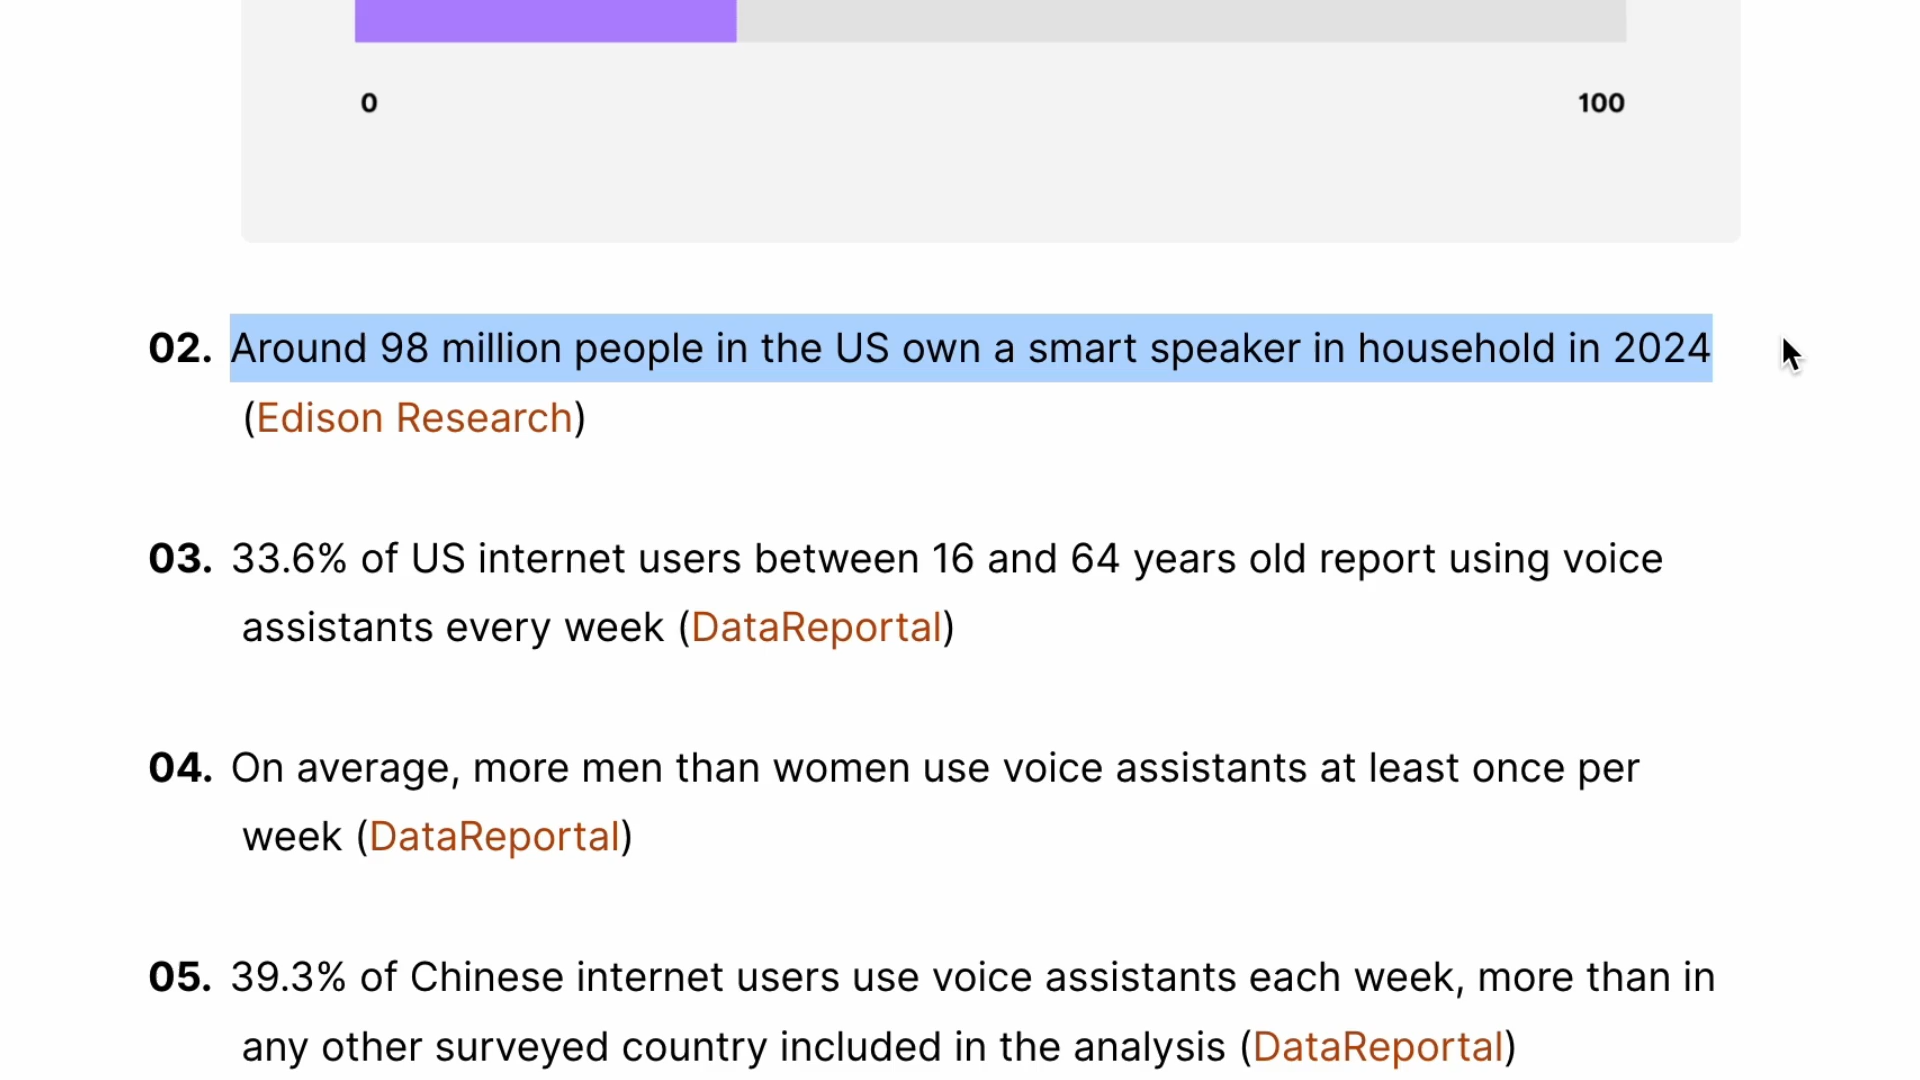 0 100
02. Around 98 million people in the US own a smart speaker in household in 2024
(Edison Research)
03. 33.6% of US internet users between 16 and 64 years old report using voice
assistants every week (DataReportal)
04. On average, more men than women use voice assistants at least once per
week (DataReportal)
05. 39.3% of Chinese internet users use voice assistants each week, more than in
any other surveyed country included in the analysis (DataReportal)